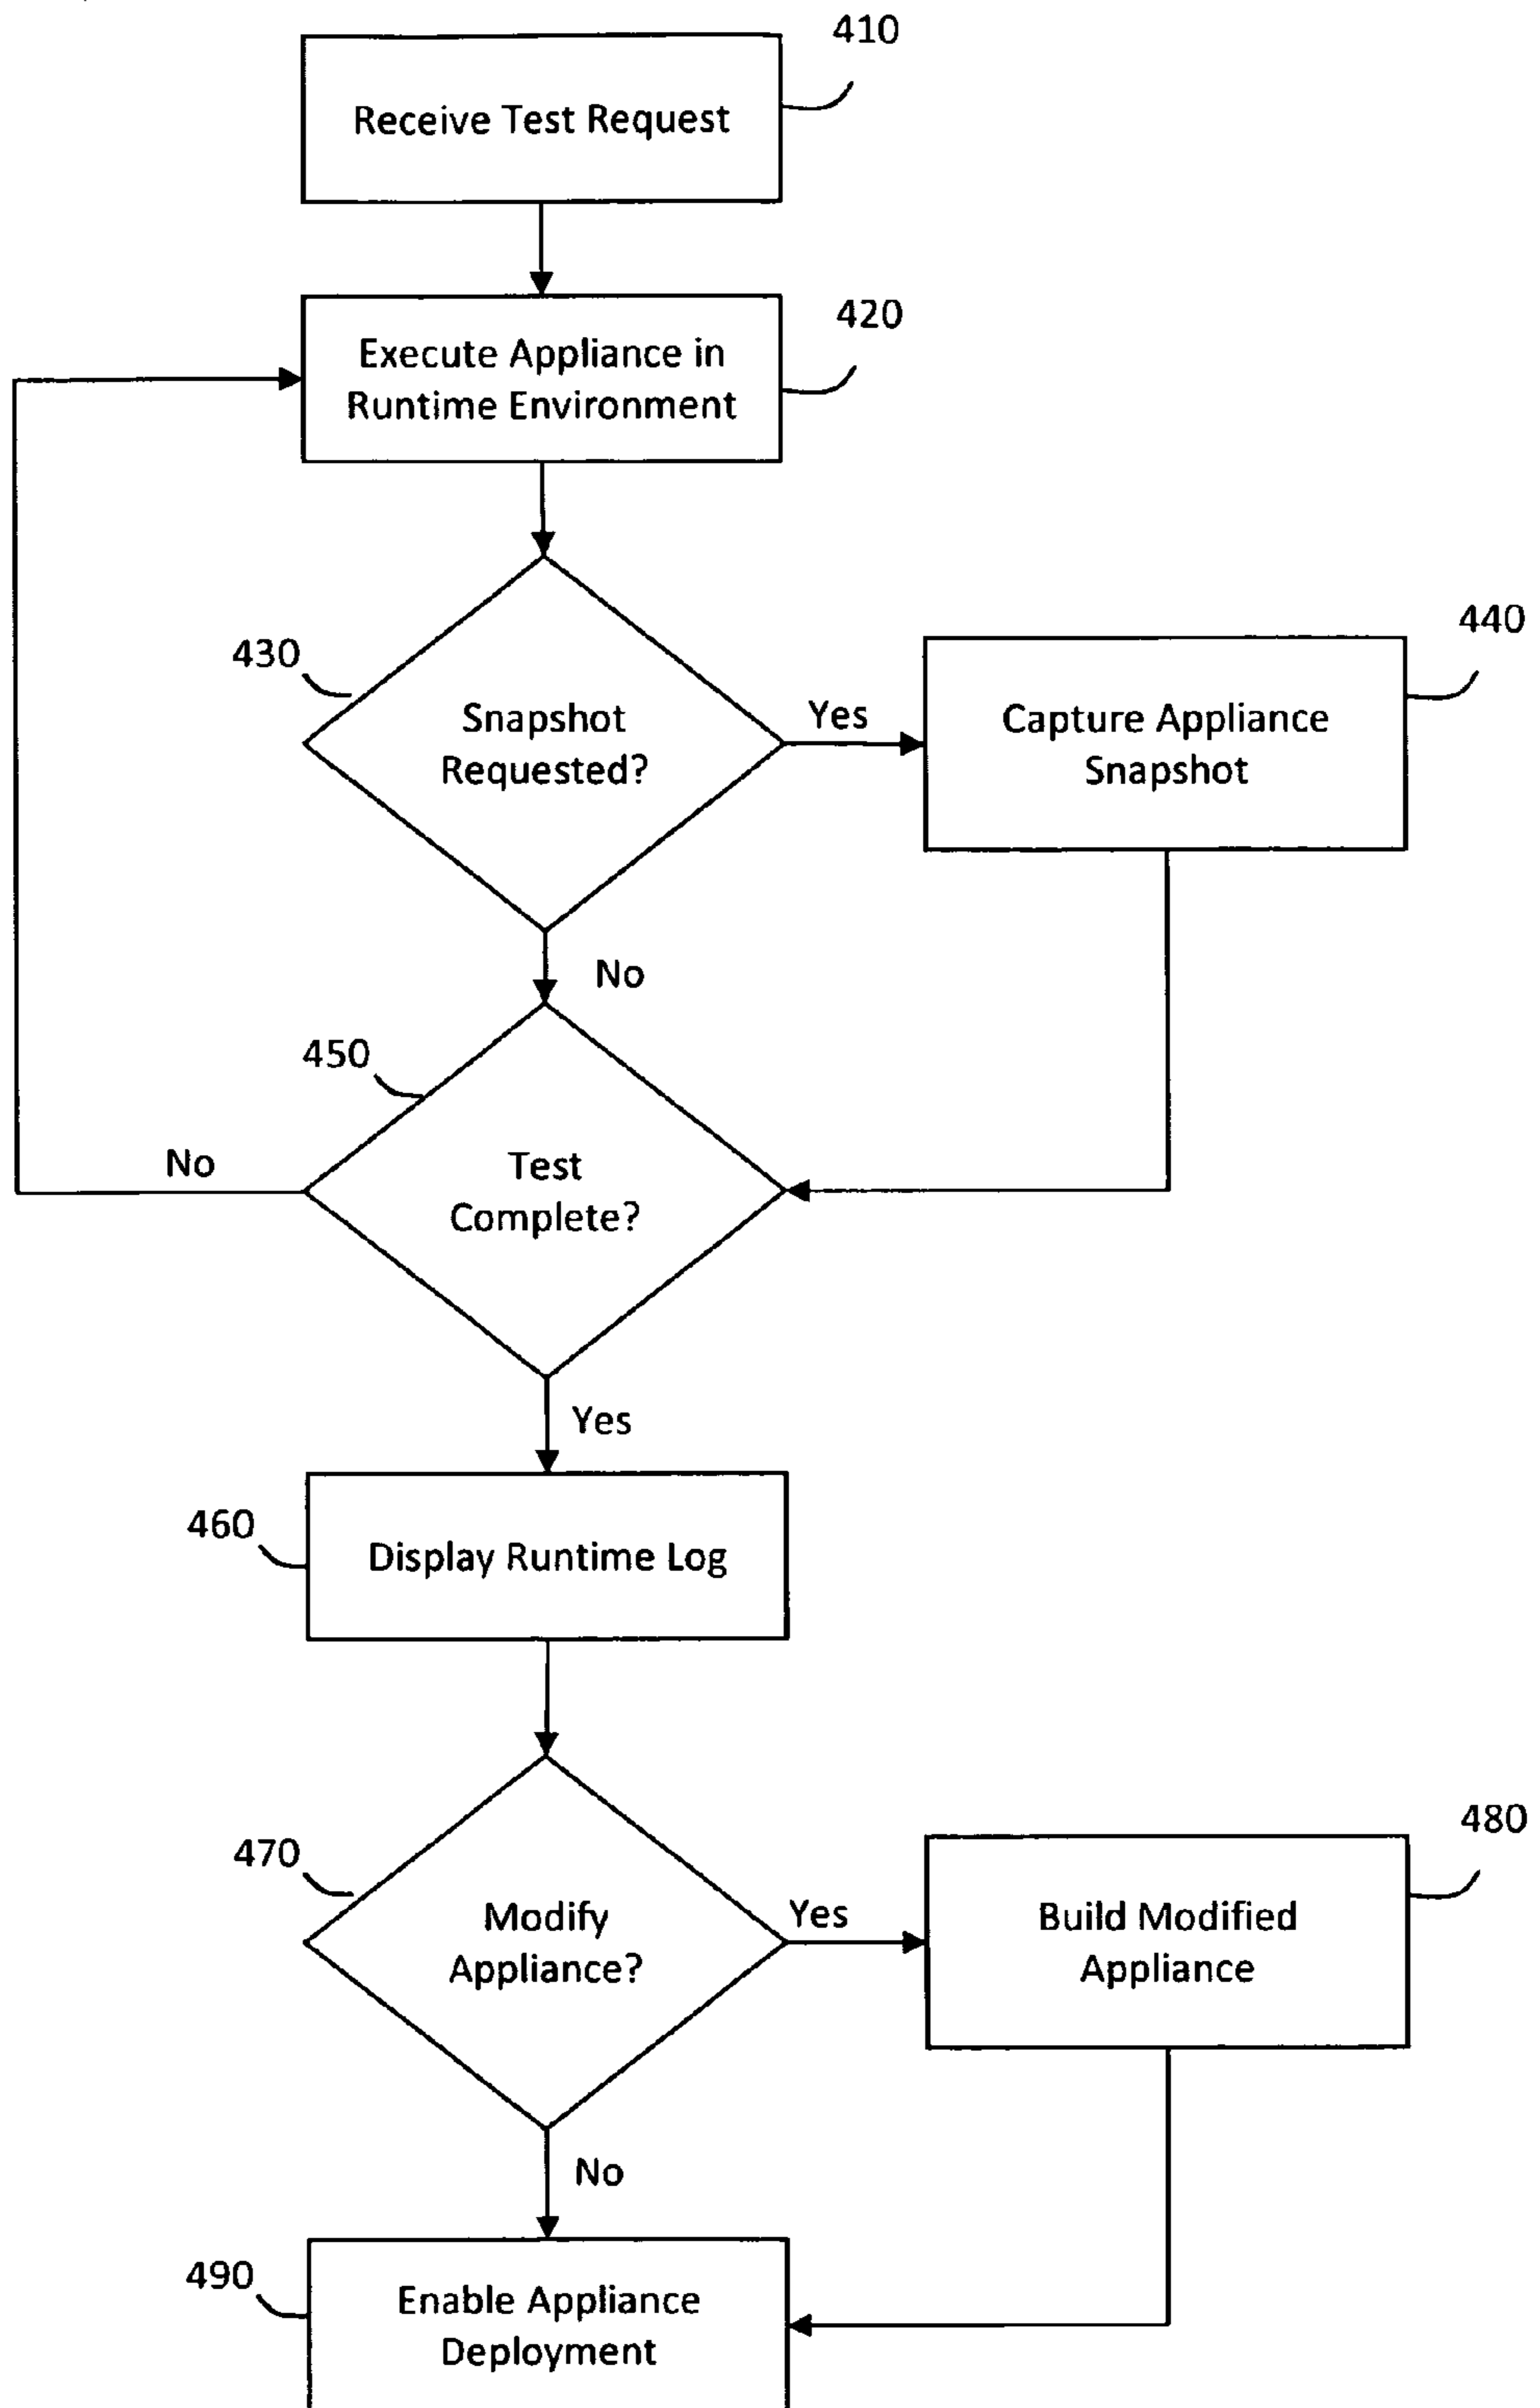 410
Receive Test Request
420
Execute Appliance in
Runtime Environment
430
Snapshot
Requested?
Yes
440
Capture Appliance
Snapshot
No
450
Test
Complete?
No
Yes
460
Display Runtime Log
470
Modify
Appliance?
Yes
480
Build Modified
Appliance
No
490
Enable Appliance
Deployment